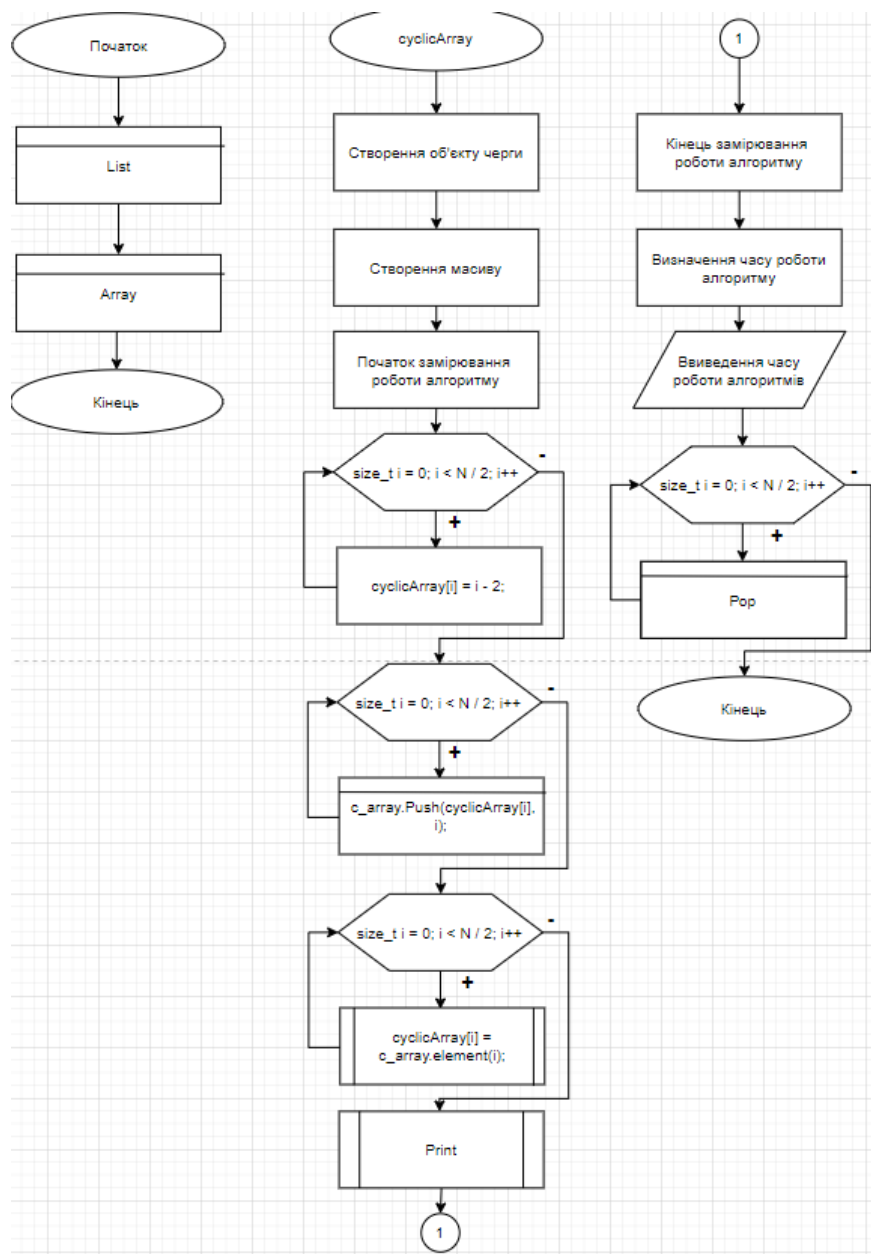 Початок
List
Array
Кінець
cyclicArray
Створення об'єкту черги
Створення масиву
Початок замірювання
роботи алгоритму
size_t i = 0; i < N / 2; i++
-
+
cyclicArray[i] = i - 2;
size_t i = 0; i < N / 2; i++
-
+
c_array.Push(cyclicArray[i],
i);
size_t i = 0; i < N / 2; i++
-
+
cyclicArray[i] =
c_array.element(i);
Print
1
1
Кінець замірювання
роботи алгоритму
Визначення часу роботи
алгоритму
Ввиведення часу
роботи алгоритмів
size_t i = 0; i < N / 2; i++
-
+
Pop
Кінець